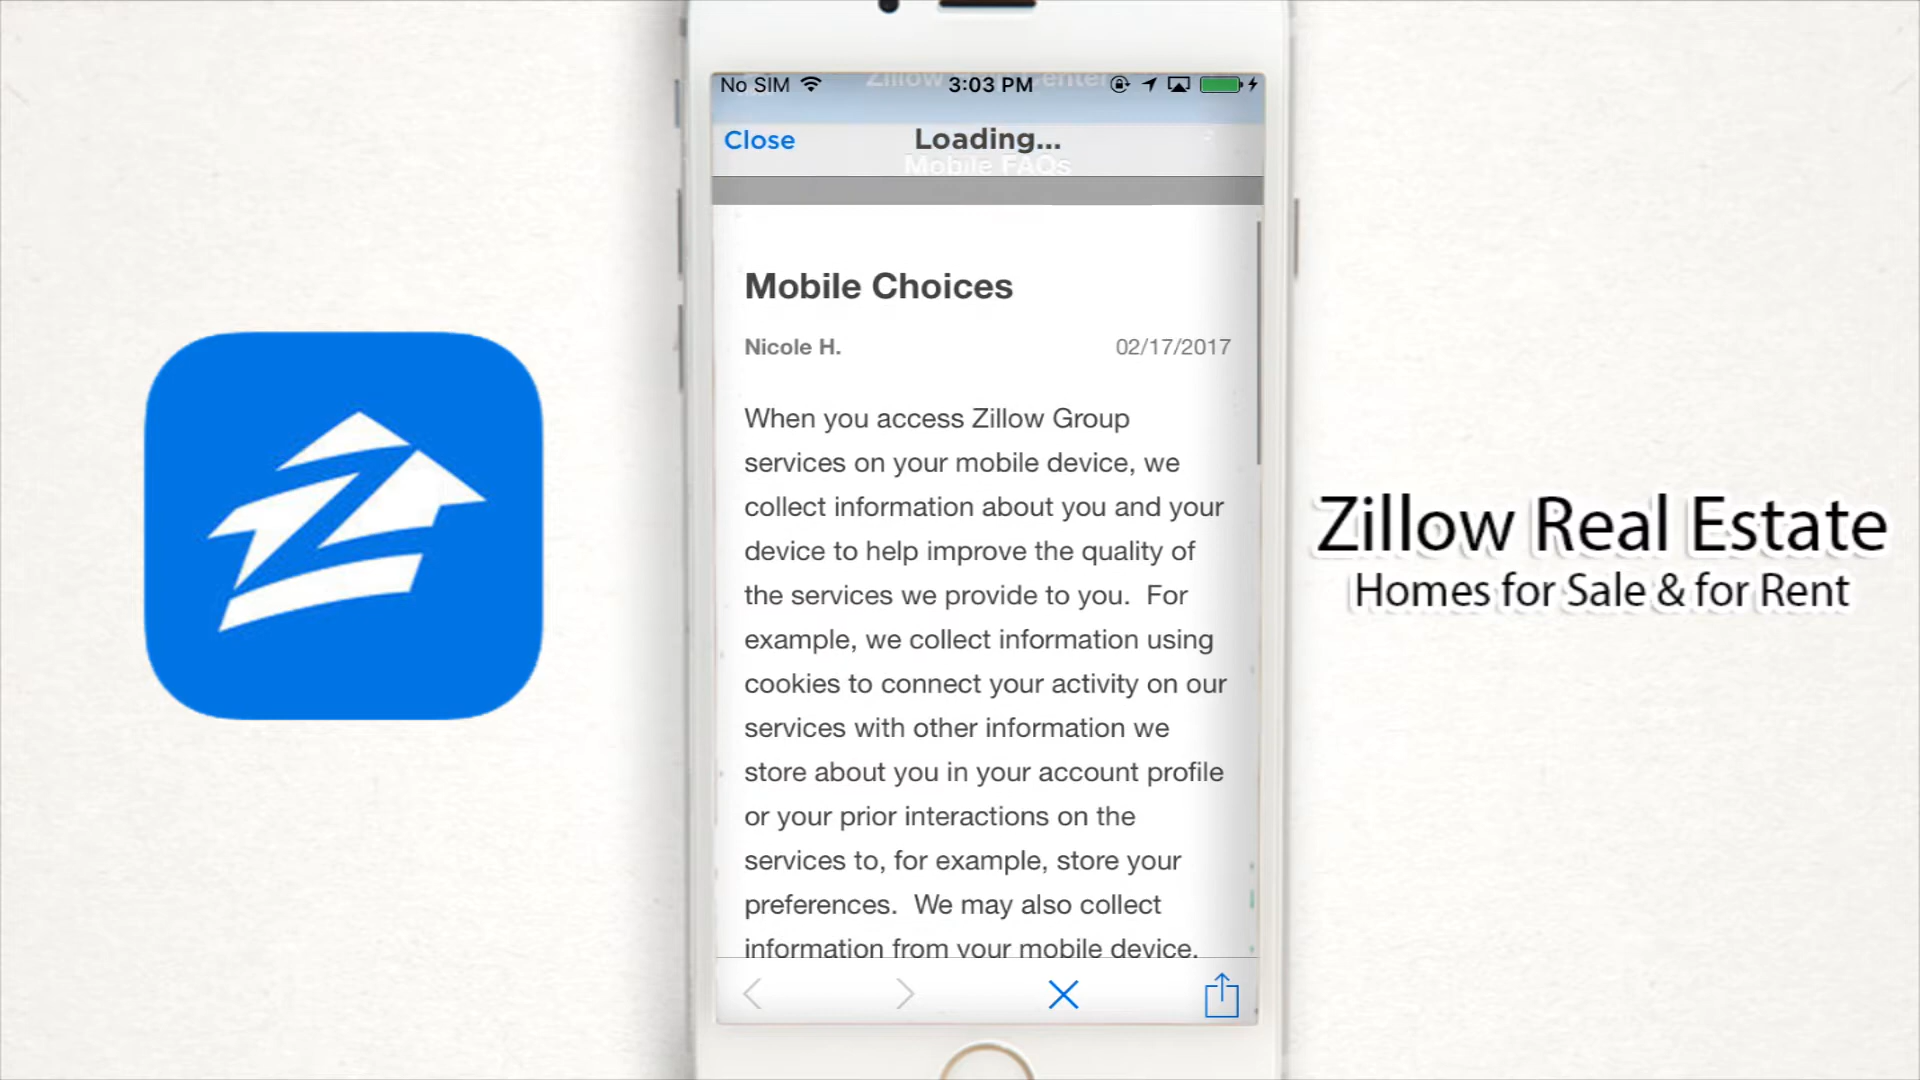 No SIM 3:03 PM
Zillow Center
Close Loading...
Mobile FAQs
Mobile Choices
Nicole H. 02/17/2017
When you access Zillow Group
services on your mobile device, we
collect information about you and your
device to help improve the quality of
the services we provide to you.  For
example, we collect information using
cookies to connect your activity on our
services with other information we
store about you in your account profile
or your prior interactions on the
services to, for example, store your
preferences.  We may also collect
information from your mobile device,
Zillow Real Estate
Homes for Sale & for Rent